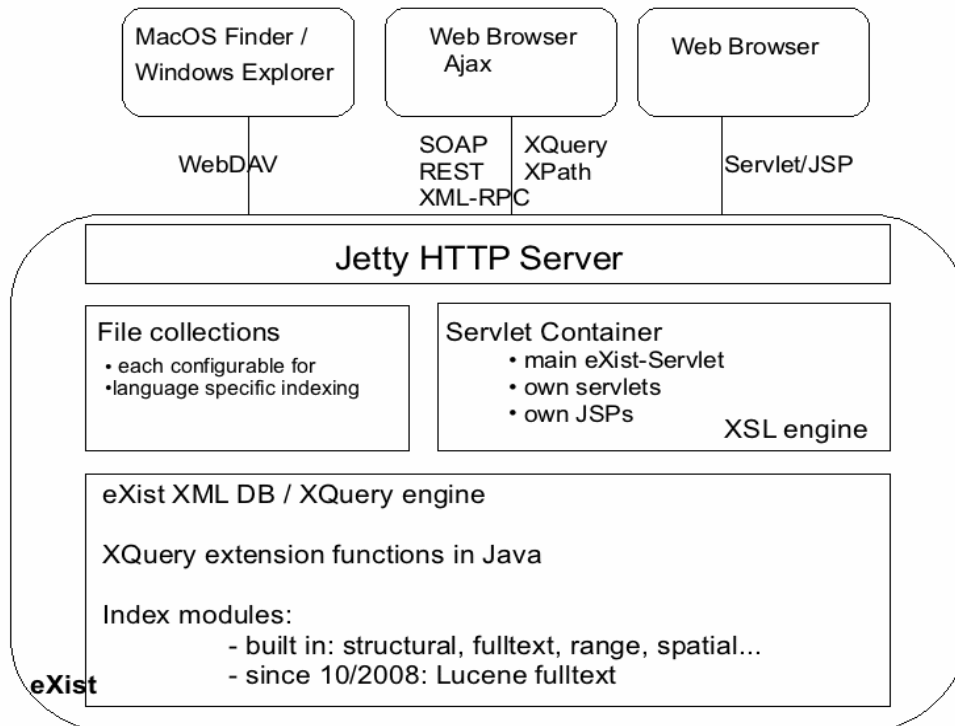 MacOS Finder /
Windows Explorer
Web Browser
Ajax
Web Browser
WebDAV
SOAP
REST
XML-RPC
XQuery
XPath
Servlet/JSP
Jetty HTTP Server
File collections
• each configurable for
•language specific indexing
Servlet Container
• main eXist-Servlet
• own servlets
• own JSPs
XSL engine
eXist XML DB / XQuery engine
XQuery extension functions in Java
Index modules:
- built in: structural, fulltext, range, spatial...
- since 10/2008: Lucene fulltext
eXist